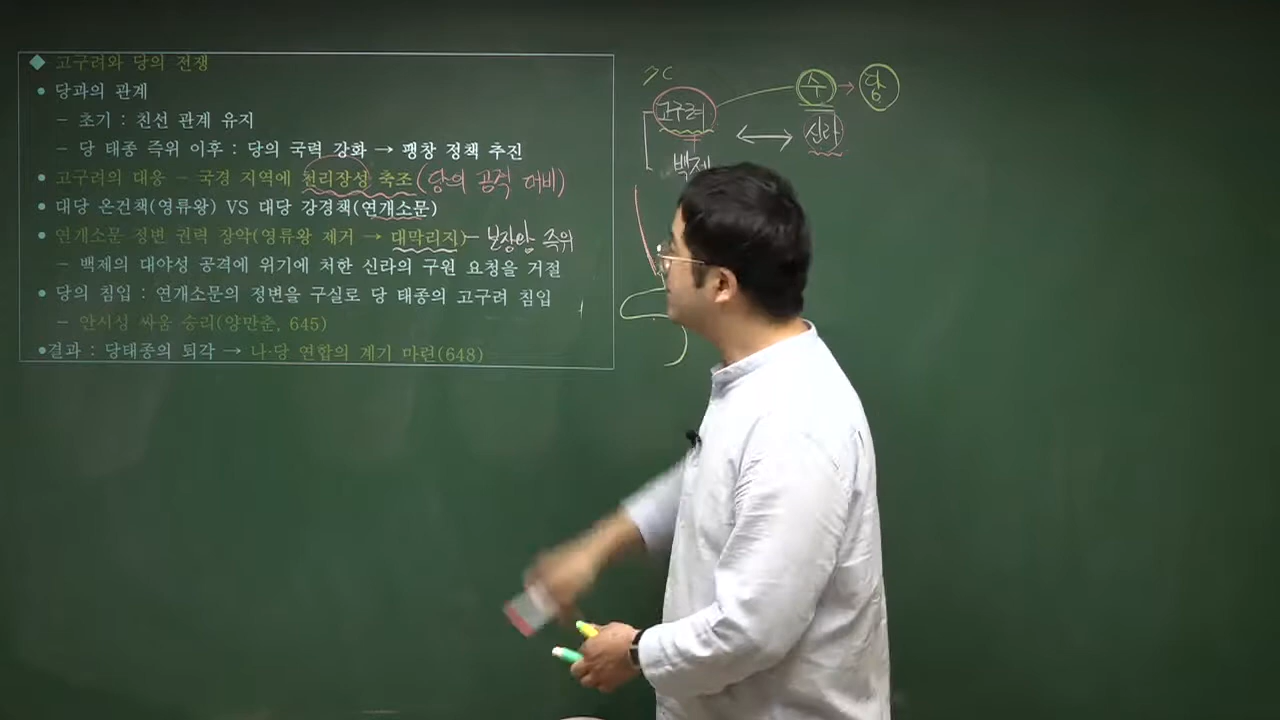 ◆ 고구려와 당의 전쟁
• 당과의 관계
– 초기 : 친선 관계 유지
– 당 태종 즉위 이후 : 당의 국력 강화 → 팽창 정책 추진
• 고구려의 대응 – 국경 지역에 천리장성 축조(당의 공격 대비)
• 대당 온건책(영류왕) VS 대당 강경책(연개소문)
• 연개소문 정변 권력 장악(영류왕 제거 → 대막리지) – 보장왕 즉위
– 백제의 대야성 공격에 위기에 처한 신라의 구원 요청을 거절
• 당의 침입 : 연개소문의 정변을 구실로 당 태종의 고구려 침입
– 안시성 싸움 승리(양만춘, 645)
•결과 : 당태종의 퇴각 → 나·당 연합의 계기 마련(648)
7C
고구려 수 → 당
↔ 신라
백제